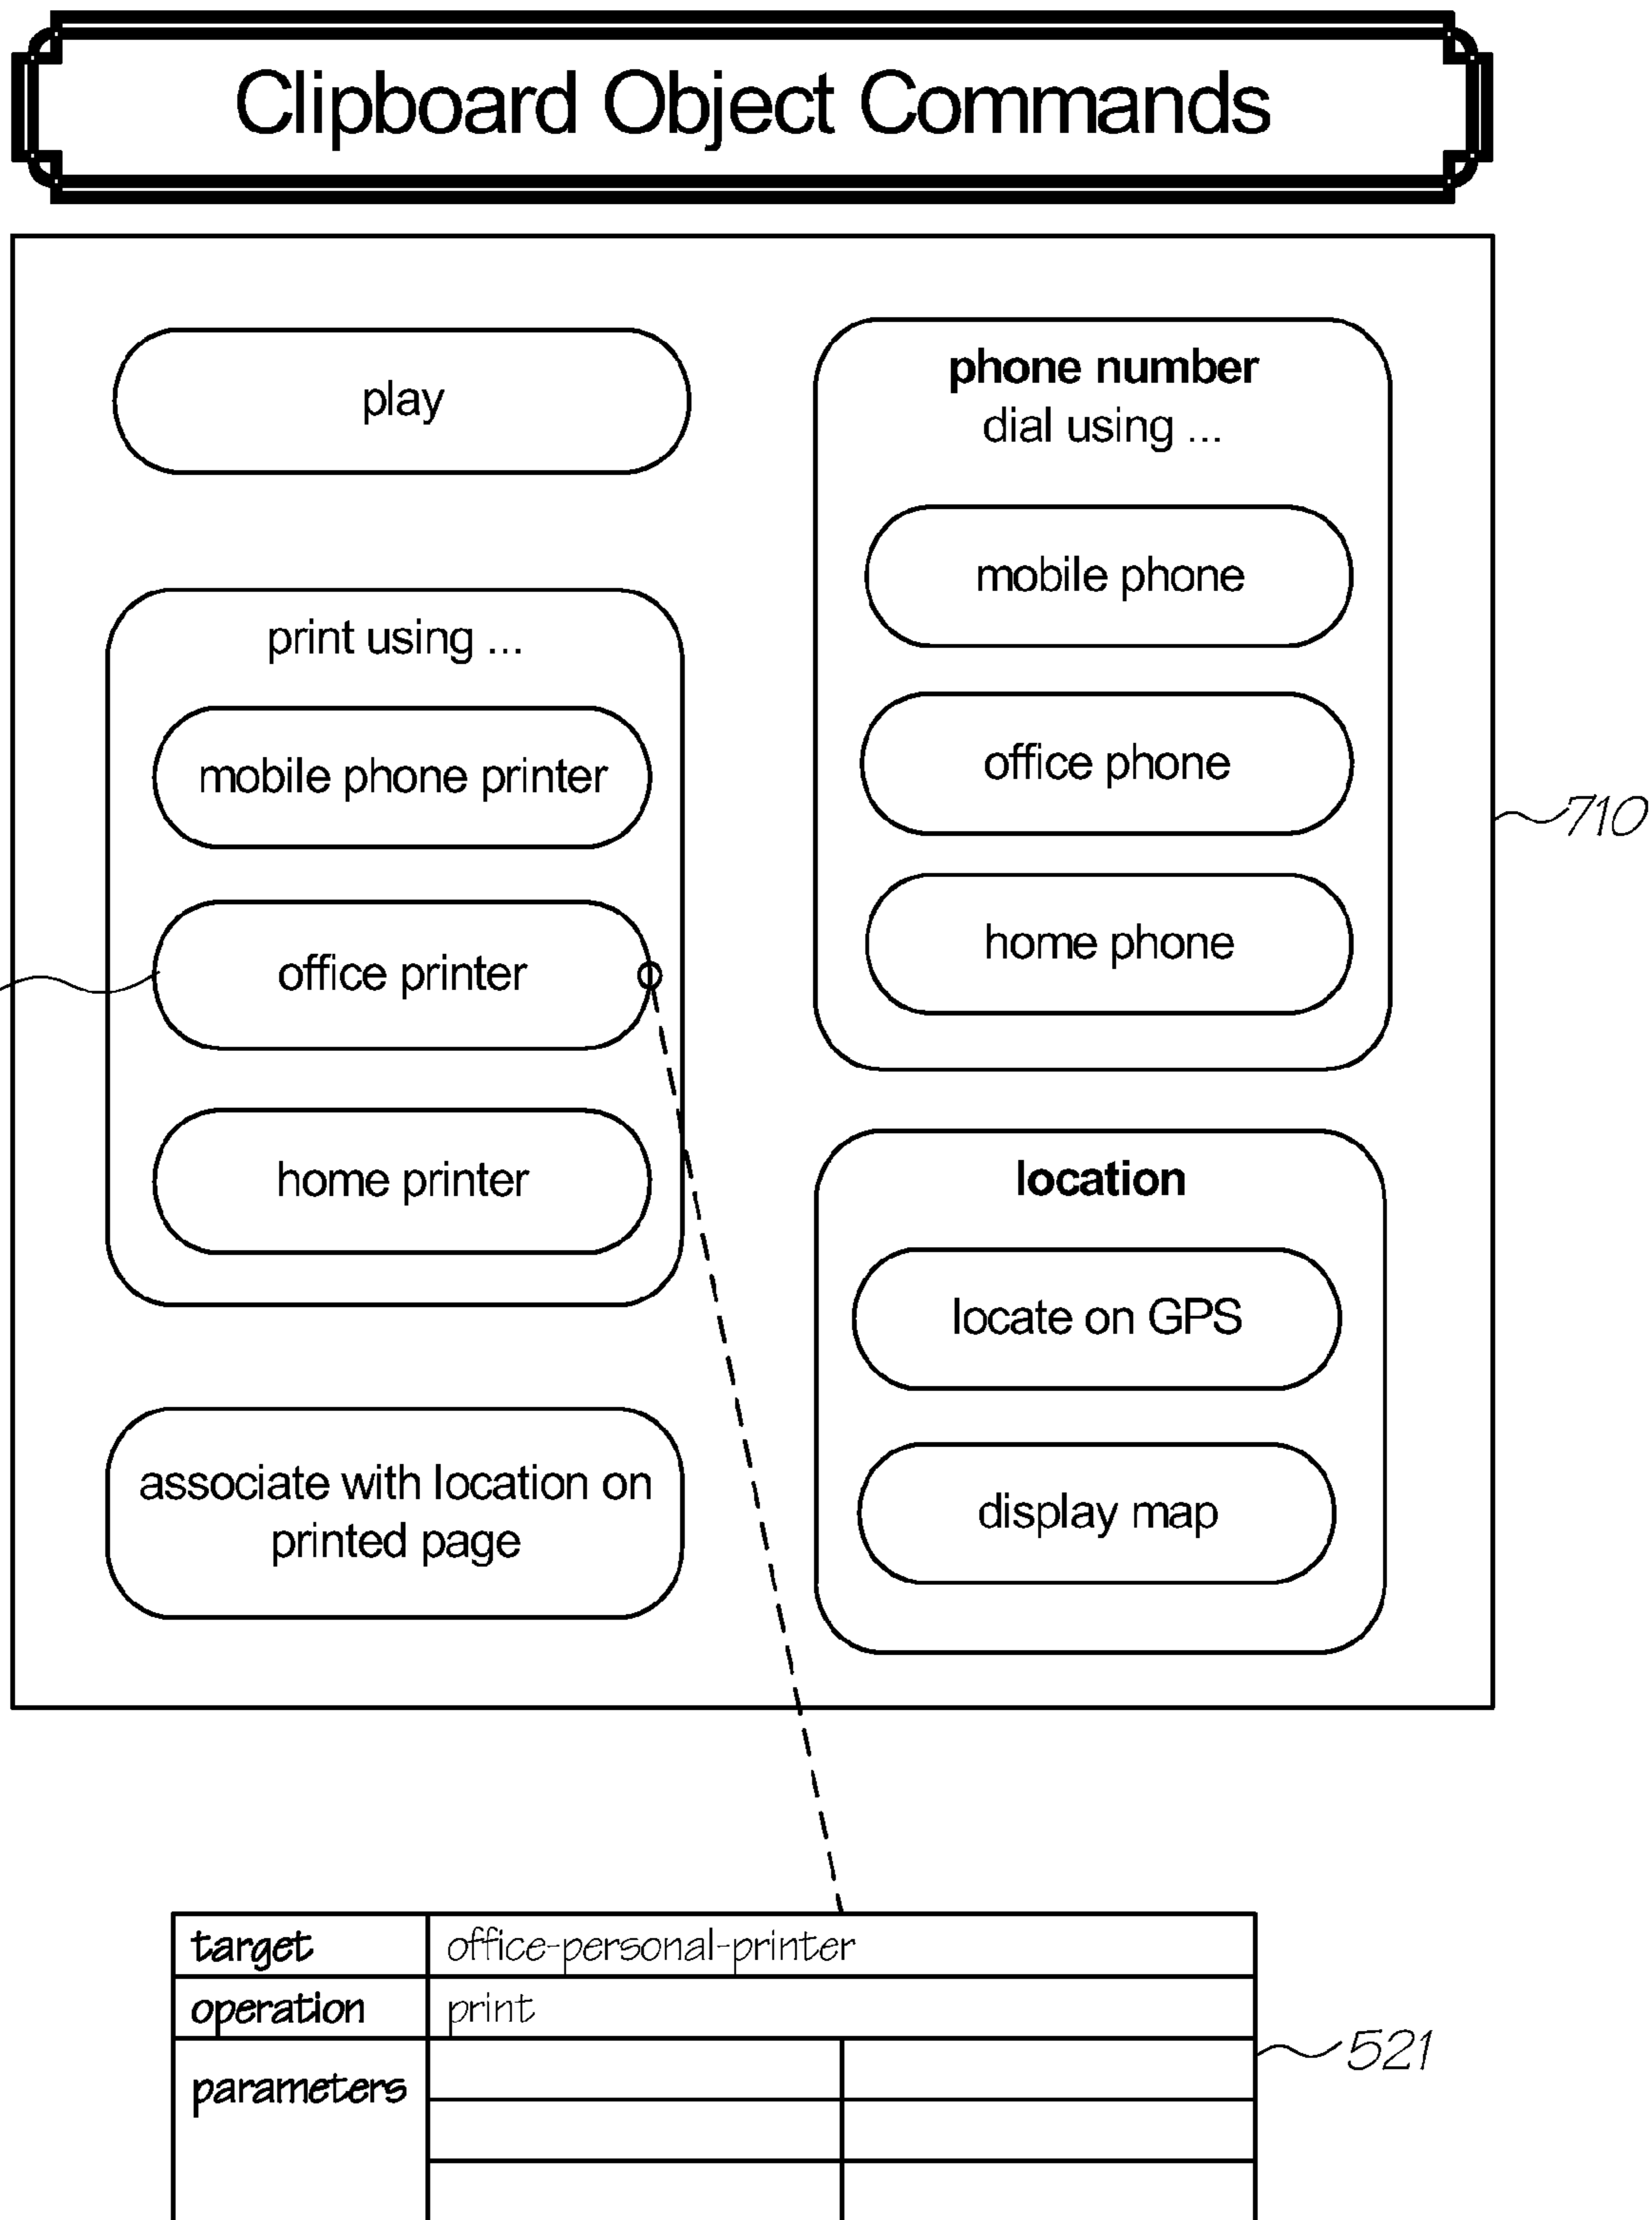 Clipboard Object Commands
play
print using ...
mobile phone printer
office printer
home printer
associate with location on
printed page
phone number
dial using ...
mobile phone
office phone
home phone
location
locate on GPS
display map
710
target office-personal-printer
operation print
parameters
521